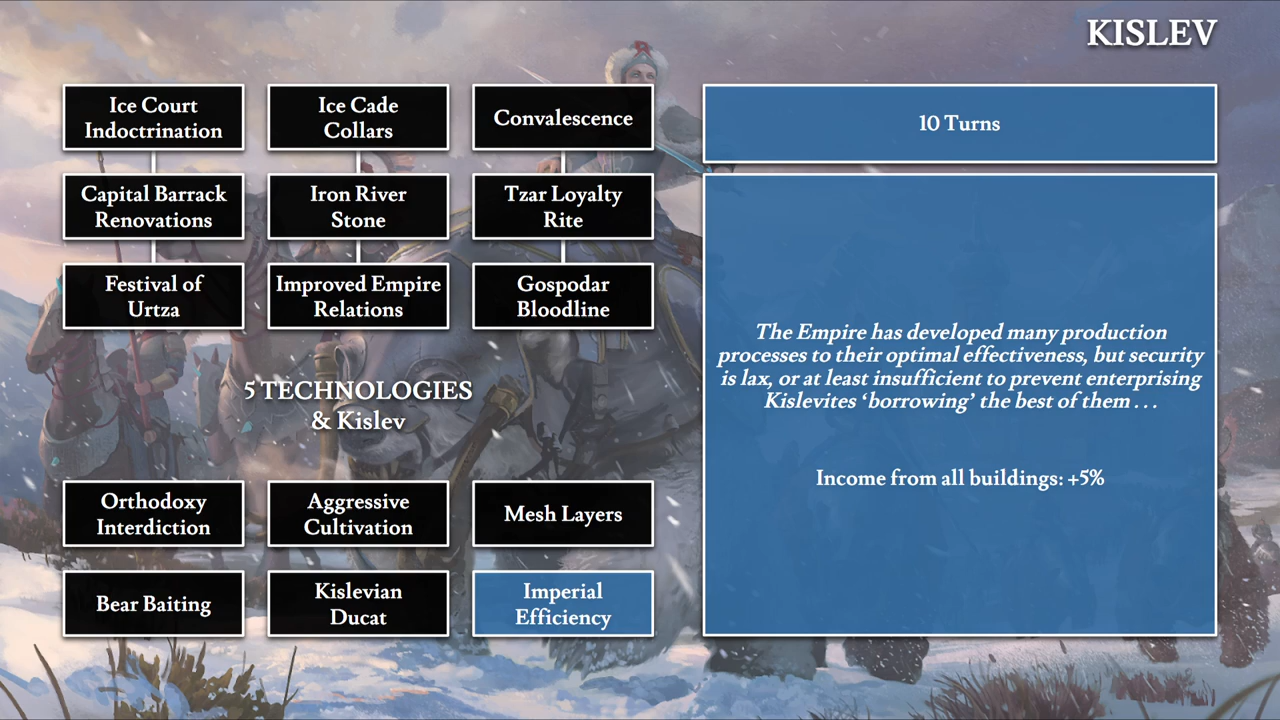 KISLEV
Ice Court
Indoctrination
Ice Cade
Collars
Convalescence
Capital Barrack
Renovations
Iron River
Stone
Tzar Loyalty
Rite
Festival of
Urtza
Improved Empire
Relations
Gospodar
Bloodline
5 TECHNOLOGIES
& Kislev
Orthodoxy
Interdiction
Aggressive
Cultivation
Mesh Layers
Bear Baiting
Kislevian
Ducat
Imperial
Efficiency
10 Turns
The Empire has developed many production
processes to their optimal effectiveness, but security
is lax, or at least insufficient to prevent enterprising
Kislevites ‘borrowing’ the best of them . . .
Income from all buildings: +5%